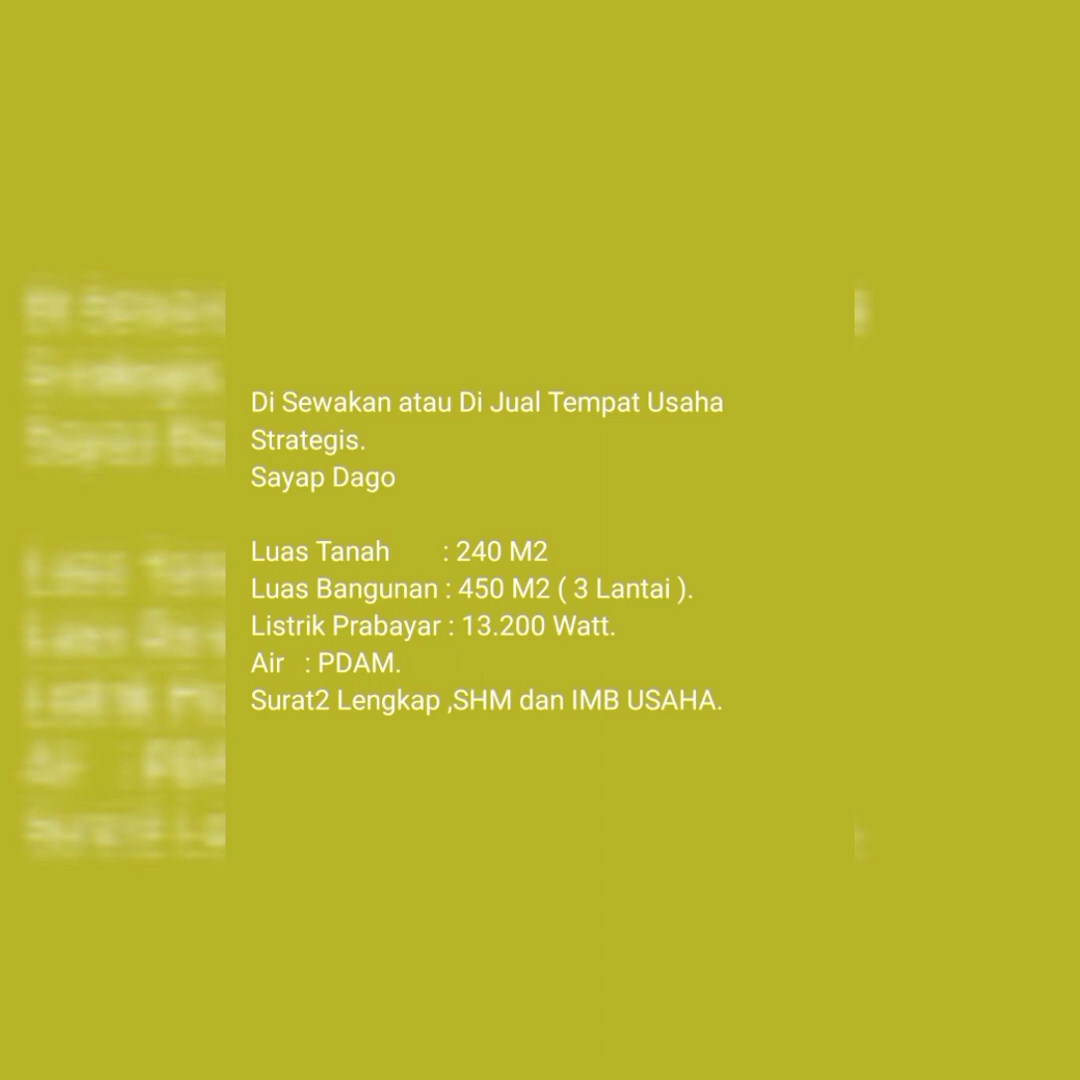 Di Sewakan atau Di Jual Tempat Usaha
Strategis.
Sayap Dago
Luas Tanah : 240 M2
Luas Bangunan : 450 M2 ( 3 Lantai ).
Listrik Prabayar : 13.200 Watt.
Air : PDAM.
Surat2 Lengkap ,SHM dan IMB USAHA.